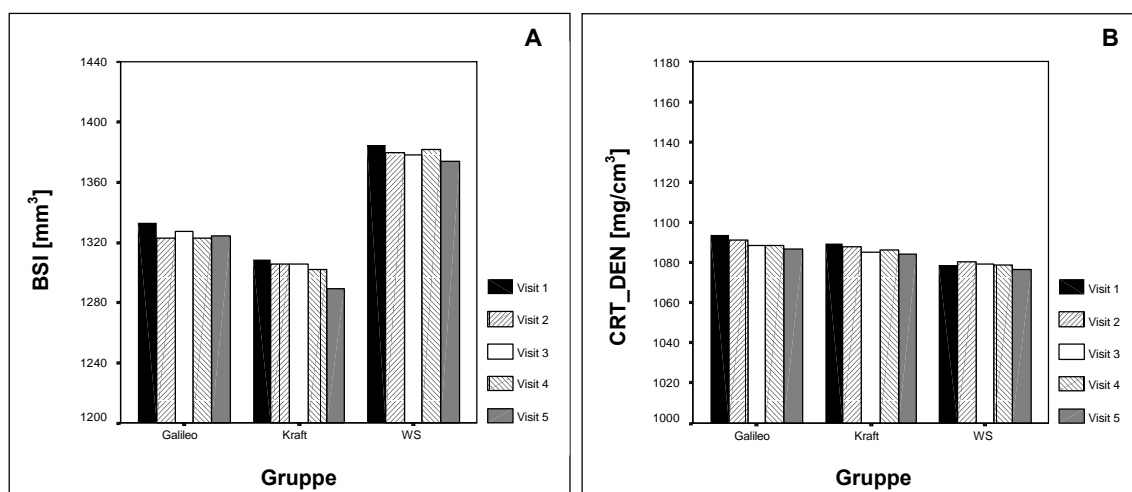 A
BSI [mm³]
1440
1400
1360
1320
1280
1240
1200
Galileo Kraft WS
Gruppe
Visit 1
Visit 2
Visit 3
Visit 4
Visit 5
B
CRT_DEN [mg/cm³]
1180
1160
1140
1120
1100
1080
1060
1040
1020
1000
Galileo Kraft WS
Gruppe
Visit 1
Visit 2
Visit 3
Visit 4
Visit 5